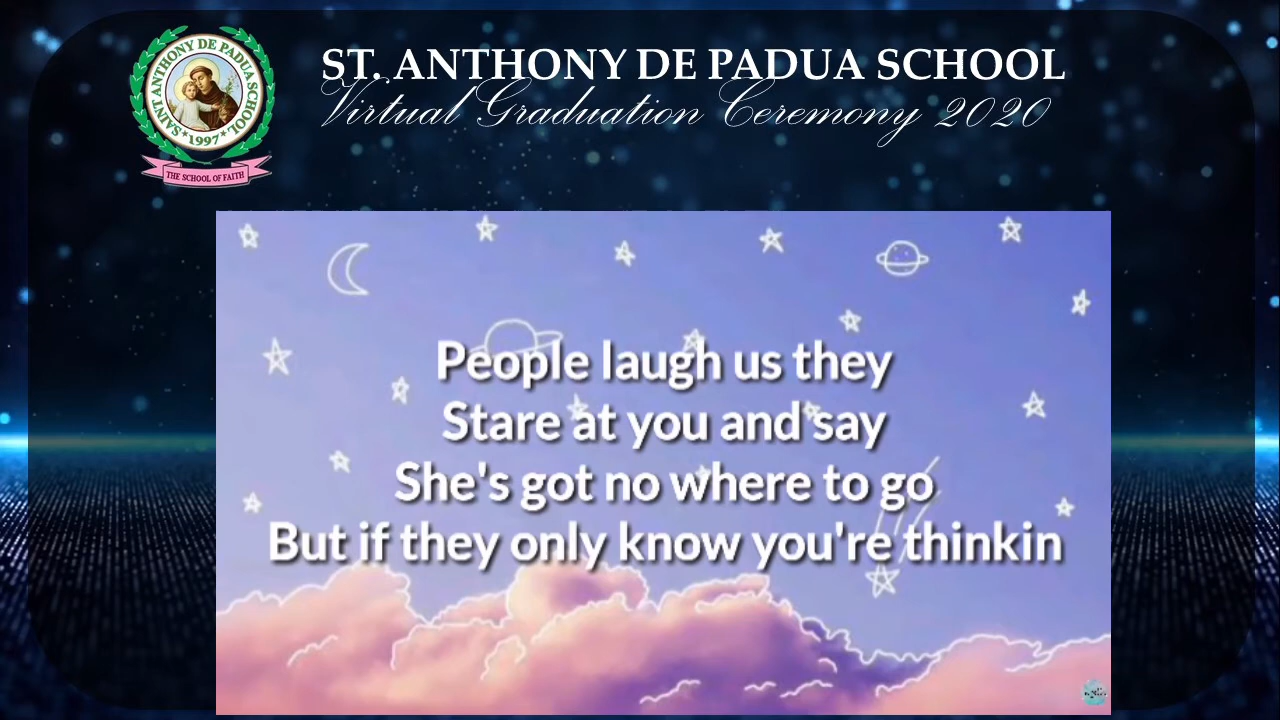 SAINT ANTHONY DE PADUA SCHOOL
★ 1997 ★
THE SCHOOL OF FAITH
ST. ANTHONY DE PADUA SCHOOL
Virtual Graduation Ceremony 2020
People laugh us they
Stare at you and say
She's got no where to go
But if they only know you're thinkin